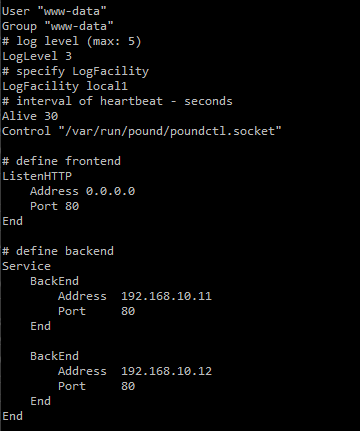 User "www-data"
Group "www-data"
# log level (max: 5)
LogLevel 3
# specify LogFacility
LogFacility local1
# interval of heartbeat - seconds
Alive 30
Control "/var/run/pound/poundctl.socket"

# define frontend
ListenHTTP
    Address 0.0.0.0
    Port 80
End

# define backend
Service
    BackEnd
        Address  192.168.10.11
        Port     80
    End

    BackEnd
        Address  192.168.10.12
        Port     80
    End
End